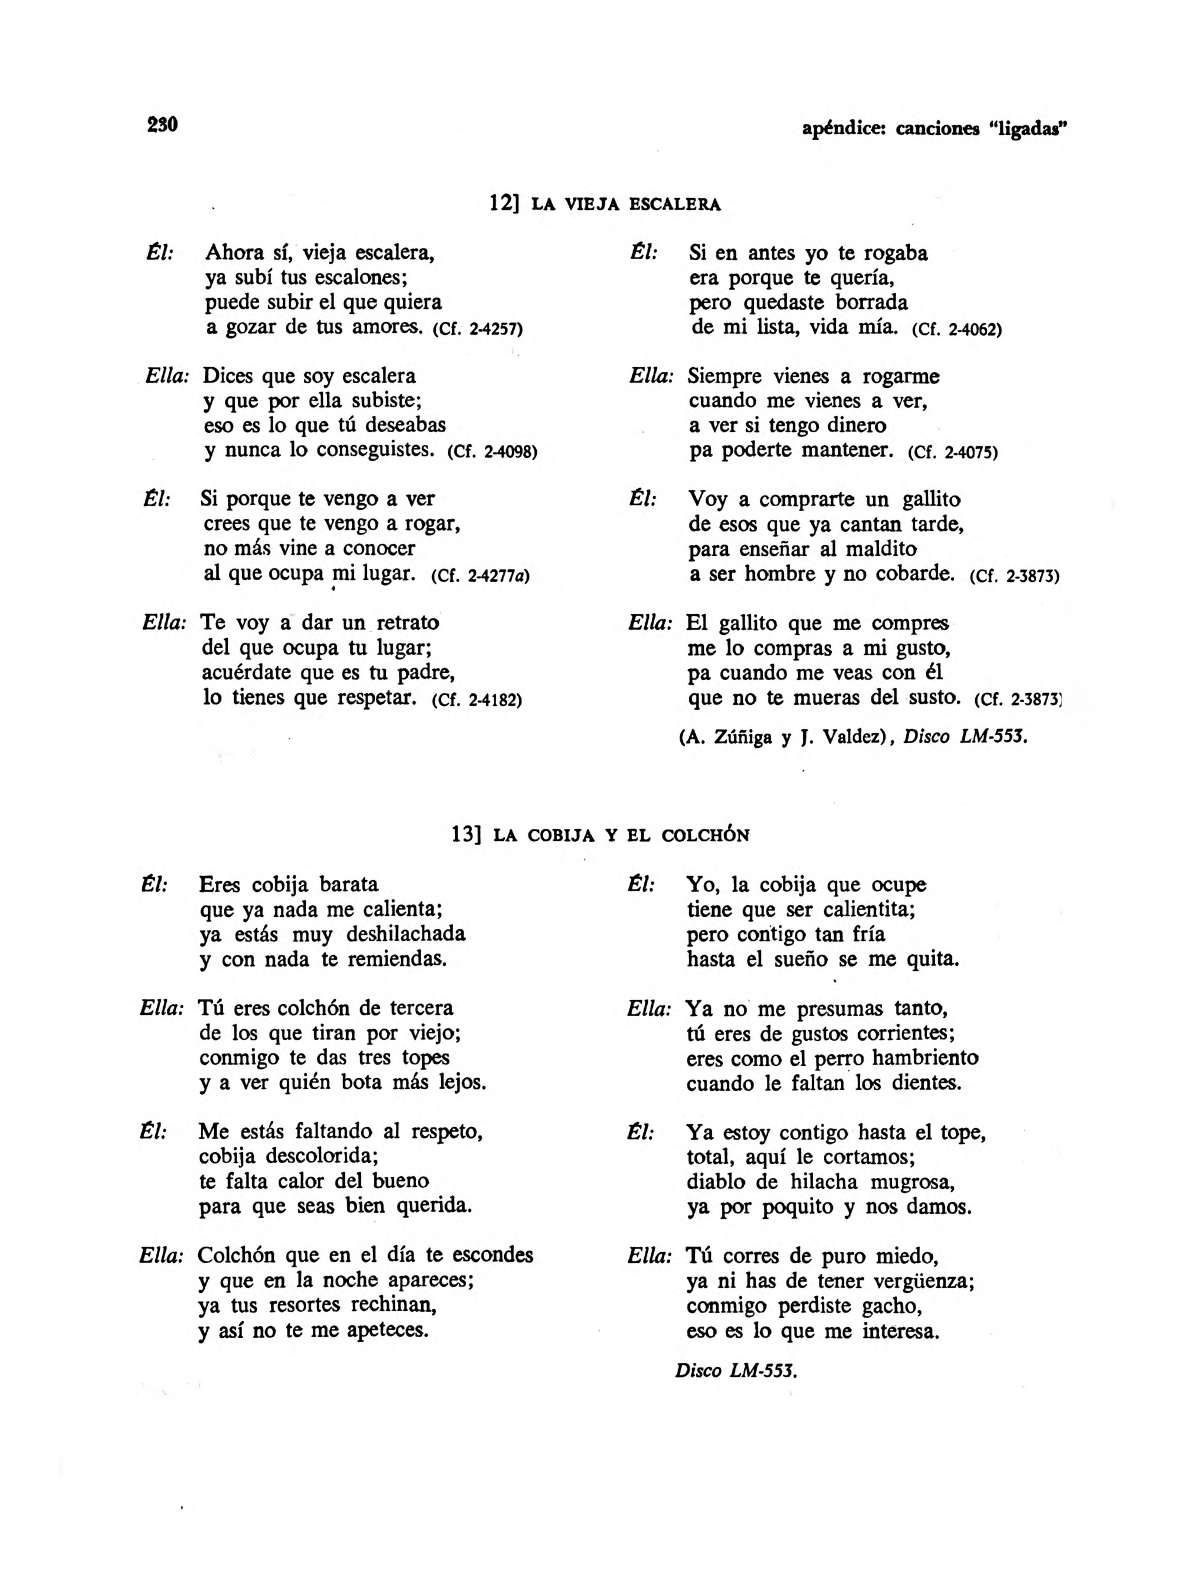 230
apéndice: canciones "ligadas"
12] LA VIEJA ESCALERA
Él: Ahora sí, vieja escalera,
ya subí tus escalones;
puede subir el que quiera
a gozar de tus amores. (Cf. 2-4257)
Ella: Dices que soy escalera
y que por ella subiste;
eso es lo que tú deseabas
y nunca lo conseguistes. (Cf. 2-4098)
Él: Si porque te vengo a ver
crees que te vengo a rogar,
no más vine a conocer
al que ocupa mi lugar. (Cf. 2-4277a)
Ella: Te voy a dar un retrato
del que ocupa tu lugar;
acuérdate que es tu padre,
lo tienes que respetar. (Cf. 2-4182)
Él: Si en antes yo te rogaba
era porque te quería,
pero quedaste borrada
de mi lista, vida mía. (Cf. 2-4062)
Ella: Siempre vienes a rogarme
cuando me vienes a ver,
a ver si tengo dinero
pa poderte mantener. (Cf. 2-4075)
Él: Voy a comprarte un gallito
de esos que ya cantan tarde,
para enseñar al maldito
a ser hombre y no cobarde. (Cf. 2-3873)
Ella: El gallito que me compres
me lo compras a mi gusto,
pa cuando me veas con él
que no te mueras del susto. (Cf. 2-3873)
(A. Zúñiga y J. Valdez), Disco LM-553.
13] LA COBIJA Y EL COLCHÓN
Él: Eres cobija barata
que ya nada me calienta;
ya estás muy deshilachada
y con nada te remiendas.
Ella: Tú eres colchón de tercera
de los que tiran por viejo;
conmigo te das tres topes
y a ver quién bota más lejos.
Él: Me estás faltando al respeto,
cobija descolorida;
te falta calor del bueno
para que seas bien querida.
Ella: Colchón que en el día te escondes
y que en la noche apareces;
ya tus resortes rechinan,
y así no te me apeteces.
Él: Yo, la cobija que ocupe
tiene que ser calientita;
pero contigo tan fría
hasta el sueño se me quita.
Ella: Ya no me presumas tanto,
tú eres de gustos corrientes;
eres como el perro hambriento
cuando le faltan los dientes.
Él: Ya estoy contigo hasta el tope,
total, aquí le cortamos;
diablo de hilacha mugrosa,
ya por poquito y nos damos.
Ella: Tú corres de puro miedo,
ya ni has de tener vergüenza;
conmigo perdiste gacho,
eso es lo que me interesa.
Disco LM-553.